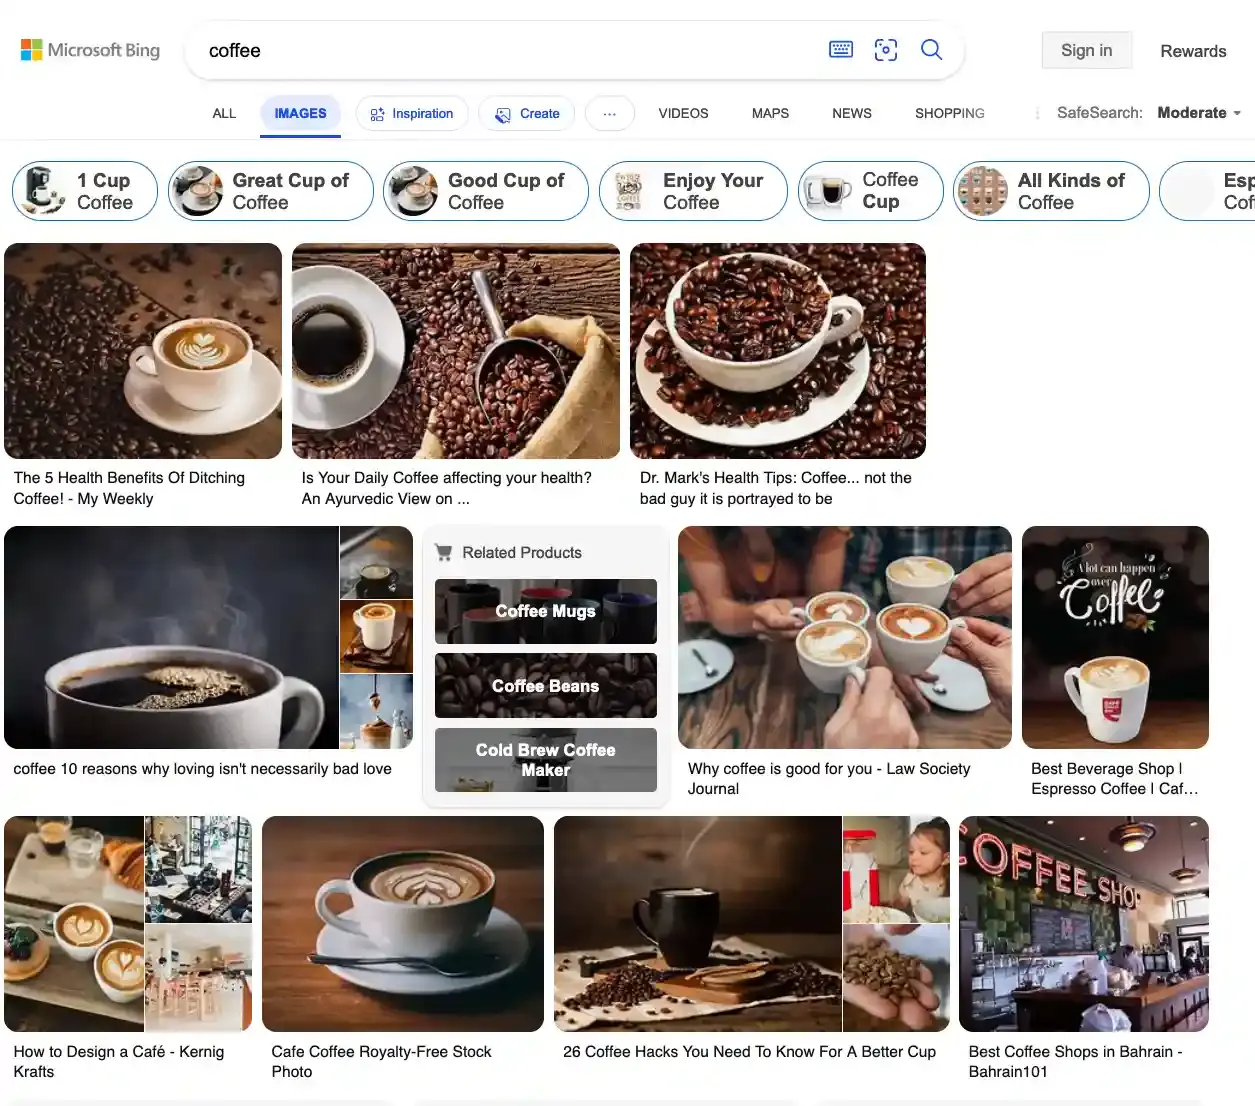 Microsoft Bing
coffee
Sign in
Rewards
ALL
IMAGES
Inspiration
Create
...
VIDEOS
MAPS
NEWS
SHOPPING
SafeSearch:
Moderate
1 Cup
Coffee
Great Cup of
Coffee
Good Cup of
Coffee
Enjoy Your
Coffee
Coffee
Cup
All Kinds of
Coffee
Esp
Cof
The 5 Health Benefits Of Ditching
Coffee! - My Weekly
Is Your Daily Coffee affecting your health?
An Ayurvedic View on ...
Dr. Mark's Health Tips: Coffee... not the
bad guy it is portrayed to be
coffee 10 reasons why loving isn't necessarily bad love
Related Products
Coffee Mugs
Coffee Beans
Cold Brew Coffee
Maker
Why coffee is good for you - Law Society
Journal
A lot can happen
over
Coffee
Best Beverage Shop |
Espresso Coffee | Caf...
How to Design a Café - Kernig
Krafts
Cafe Coffee Royalty-Free Stock
Photo
26 Coffee Hacks You Need To Know For A Better Cup
COFFEE SHOP
Best Coffee Shops in Bahrain -
Bahrain101